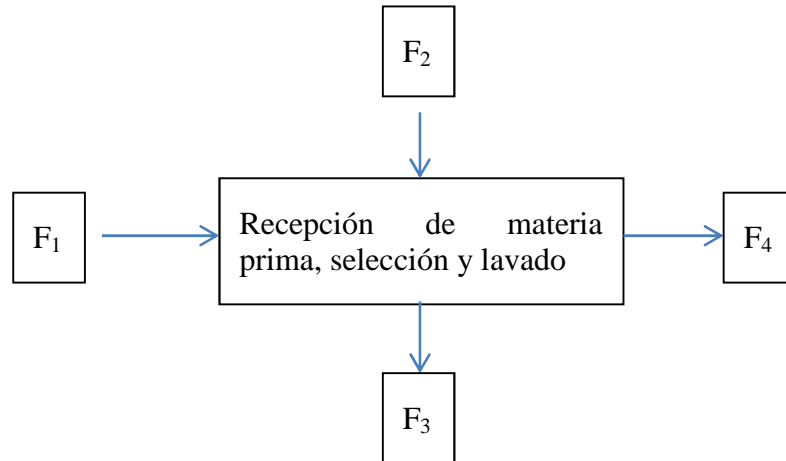 F₂
F₁
Recepción de materia
prima, selección y lavado
F₄
F₃